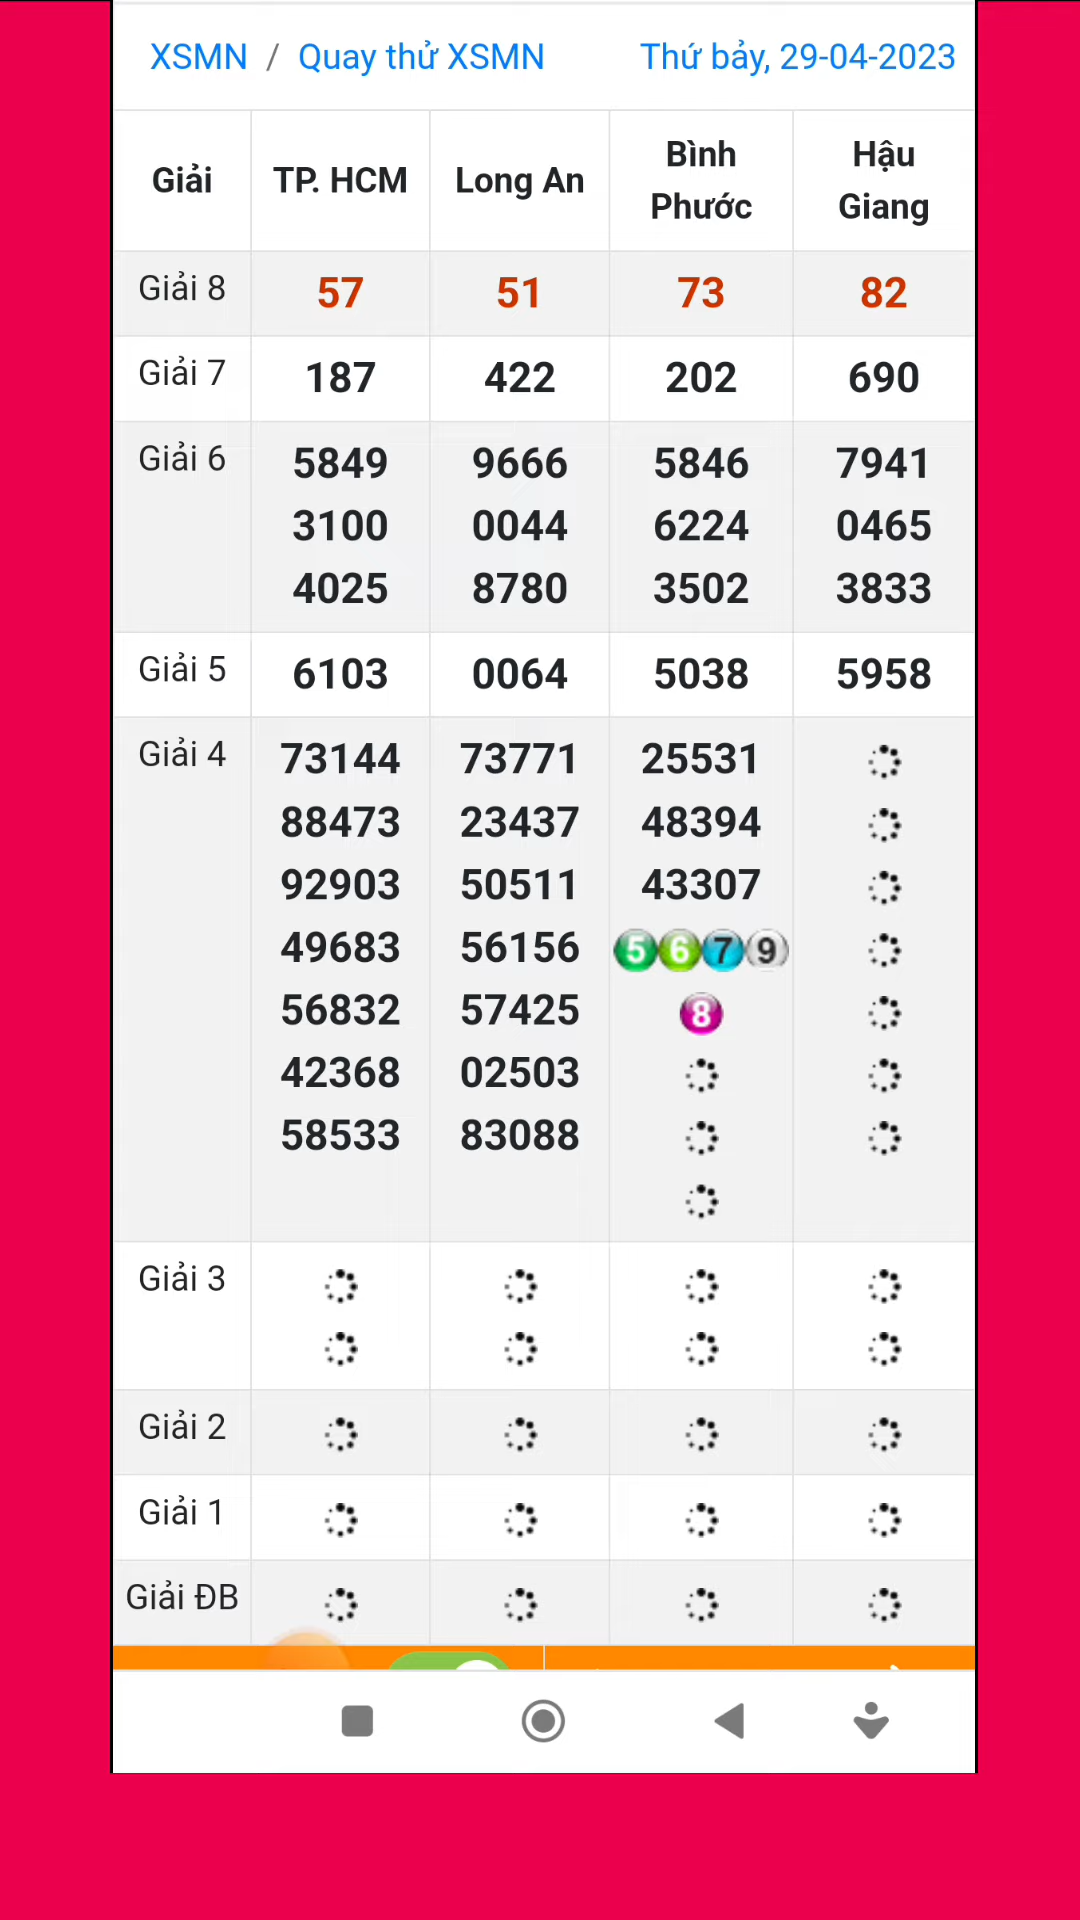 XSMN / Quay thử XSMN Thứ bảy, 29-04-2023
Giải TP. HCM Long An Bình Phước Hậu Giang
Giải 8 57 51 73 82
Giải 7 187 422 202 690
Giải 6 5849 9666 5846 7941
3100 0044 6224 0465
4025 8780 3502 3833
Giải 5 6103 0064 5038 5958
Giải 4 73144 73771 25531
88473 23437 48394
92903 50511 43307
49683 56156 5 6 7 9
56832 57425 8
42368 02503
58533 83088
Giải 3
Giải 2
Giải 1
Giải ĐB